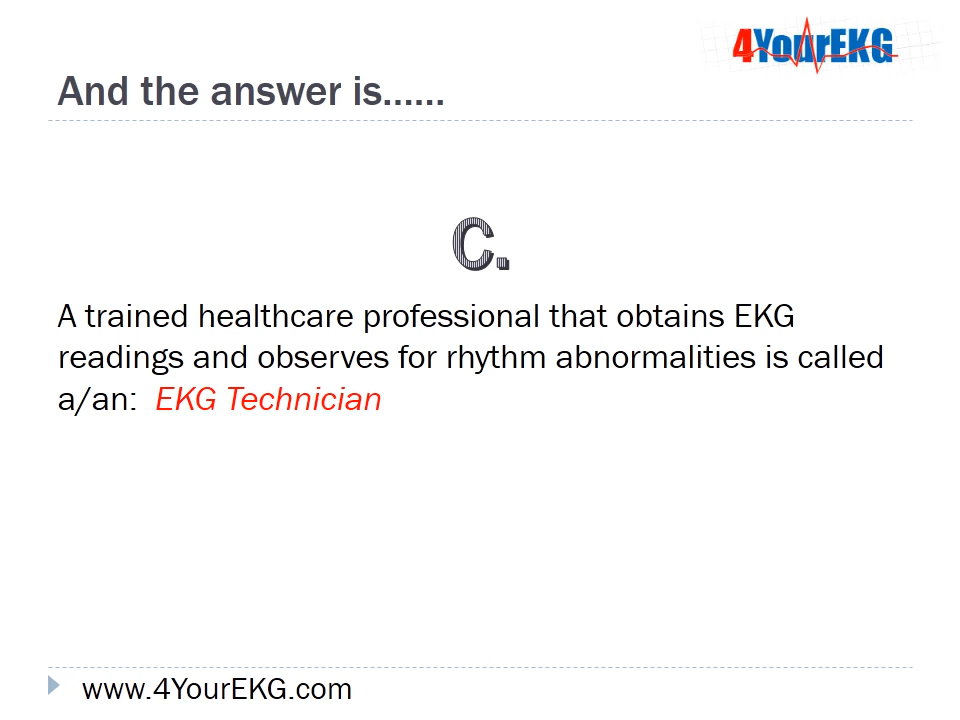 4YourEKG
And the answer is......
C.
A trained healthcare professional that obtains EKG
readings and observes for rhythm abnormalities is called
a/an:  EKG Technician
www.4YourEKG.com